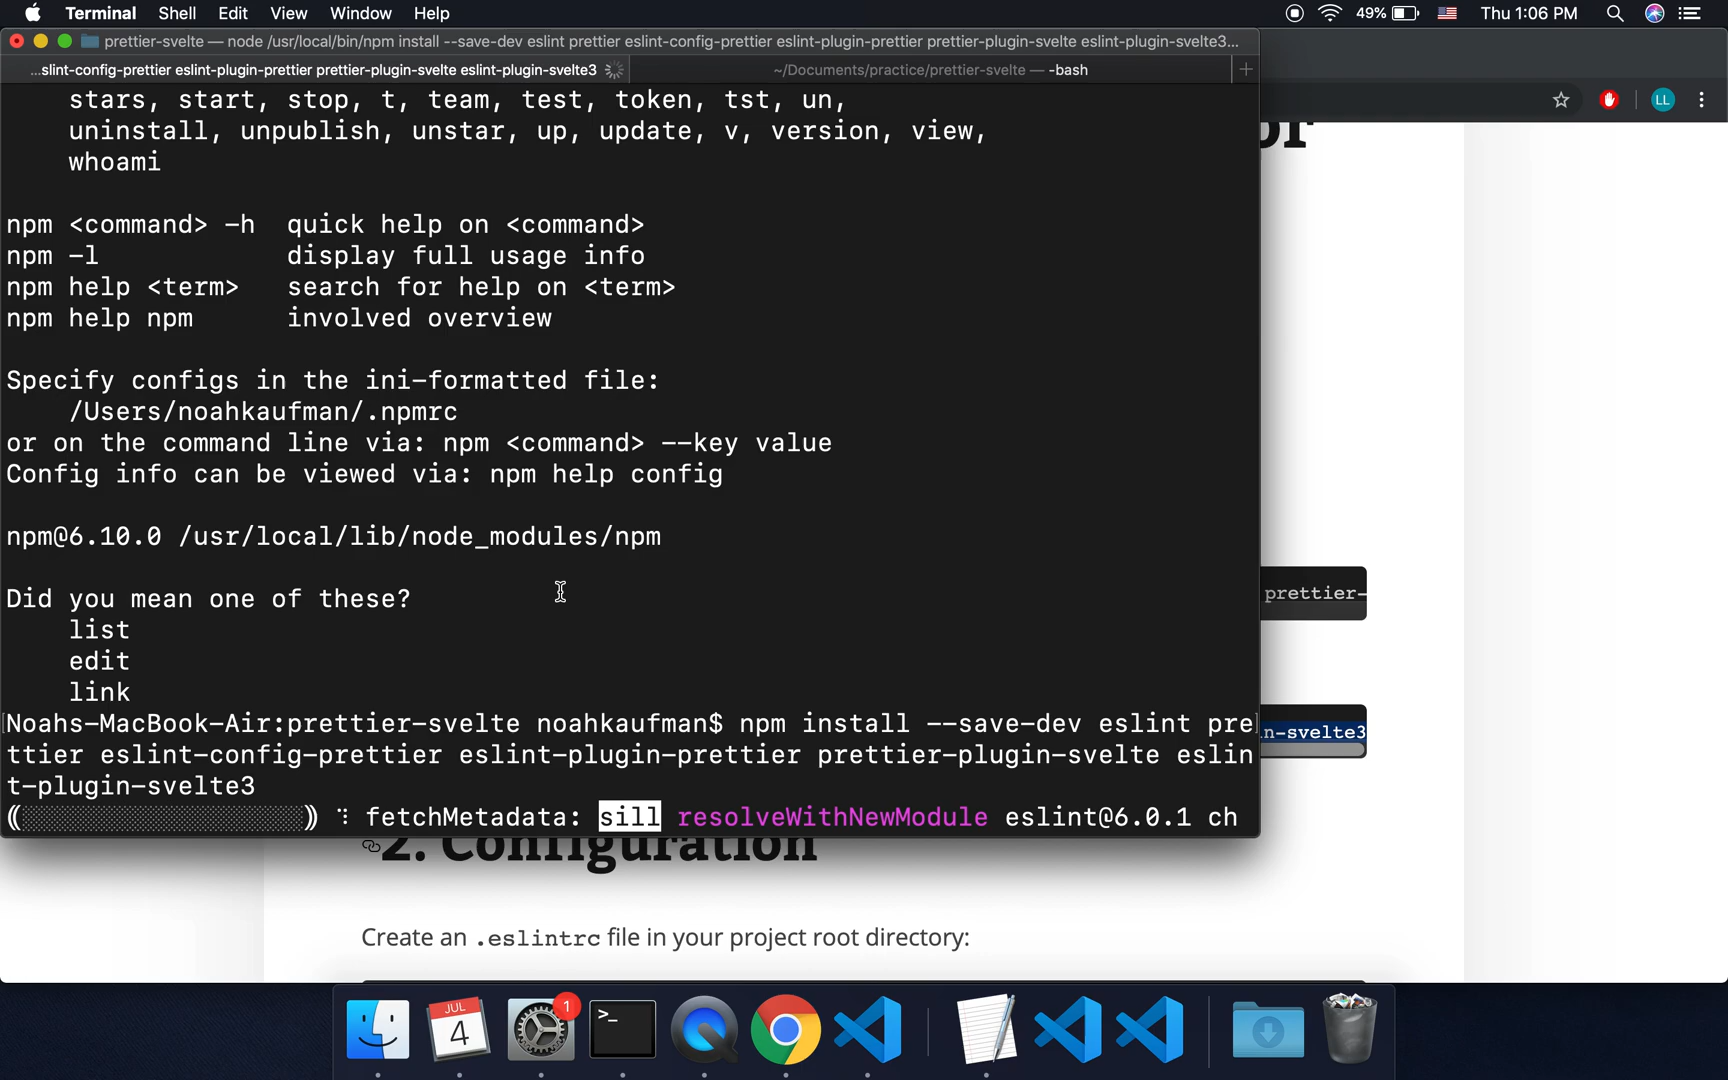 Terminal Shell Edit View Window Help
49% Thu 1:06 PM
prettier-svelte — node /usr/local/bin/npm install --save-dev eslint prettier eslint-config-prettier eslint-plugin-prettier prettier-plugin-svelte eslint-plugin-svelte3...
...slint-config-prettier eslint-plugin-prettier prettier-plugin-svelte eslint-plugin-svelte3
~/Documents/practice/prettier-svelte — -bash
+
LL
or
stars, start, stop, t, team, test, token, tst, un,
uninstall, unpublish, unstar, up, update, v, version, view,
whoami
npm <command> -h quick help on <command>
npm -l display full usage info
npm help <term> search for help on <term>
npm help npm involved overview
Specify configs in the ini-formatted file:
/Users/noahkaufman/.npmrc
or on the command line via: npm <command> --key value
Config info can be viewed via: npm help config
npm@6.10.0 /usr/local/lib/node_modules/npm
Did you mean one of these?
list
edit
link
prettier-
Noahs-MacBook-Air:prettier-svelte noahkaufman$ npm install --save-dev eslint pre
ttier eslint-config-prettier eslint-plugin-prettier prettier-plugin-svelte eslin
t-plugin-svelte3
n-svelte3
fetchMetadata: sill resolveWithNewModule eslint@6.0.1 ch
2. Configuration
Create an .eslintrc file in your project root directory:
JUL
4
1
>_